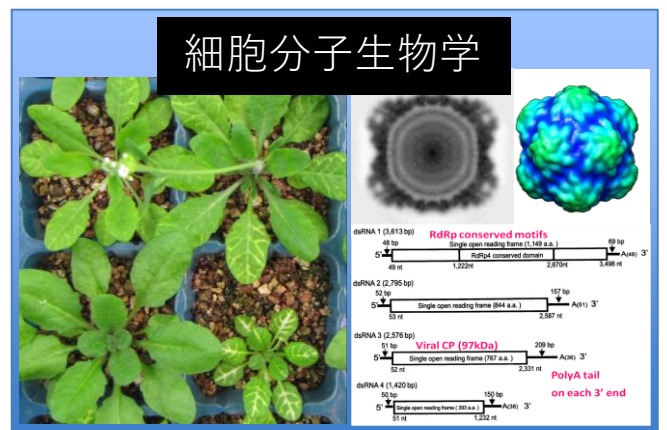 細胞分子生物学
dsRNA 1 (3,613 bp)
RdRp conserved motifs
48 bp
Single open reading frame (1,149 a.a. )
69 bp
5’
RdRp4 conserved domain
A(46)
3’
49 nt
1,222nt
2,670nt
3,498 nt
dsRNA 2 (2,795 bp)
52 bp
157 bp
5’
Single open reading frame (844 a.a. )
A(51)
3’
53 nt
2,587 nt
dsRNA 3 (2,576 bp)
Viral CP (97kDa)
51 bp
209 bp
5’
Single open reading frame (767 a.a. )
A(36)
3’
52 nt
2,331 nt
PolyA tail
on each 3’ end
dsRNA 4 (1,420 bp)
50 bp
150 bp
5’
Single open reading frame ( 393 a.a. )
A(38)
3’
51 nt
1,232 nt